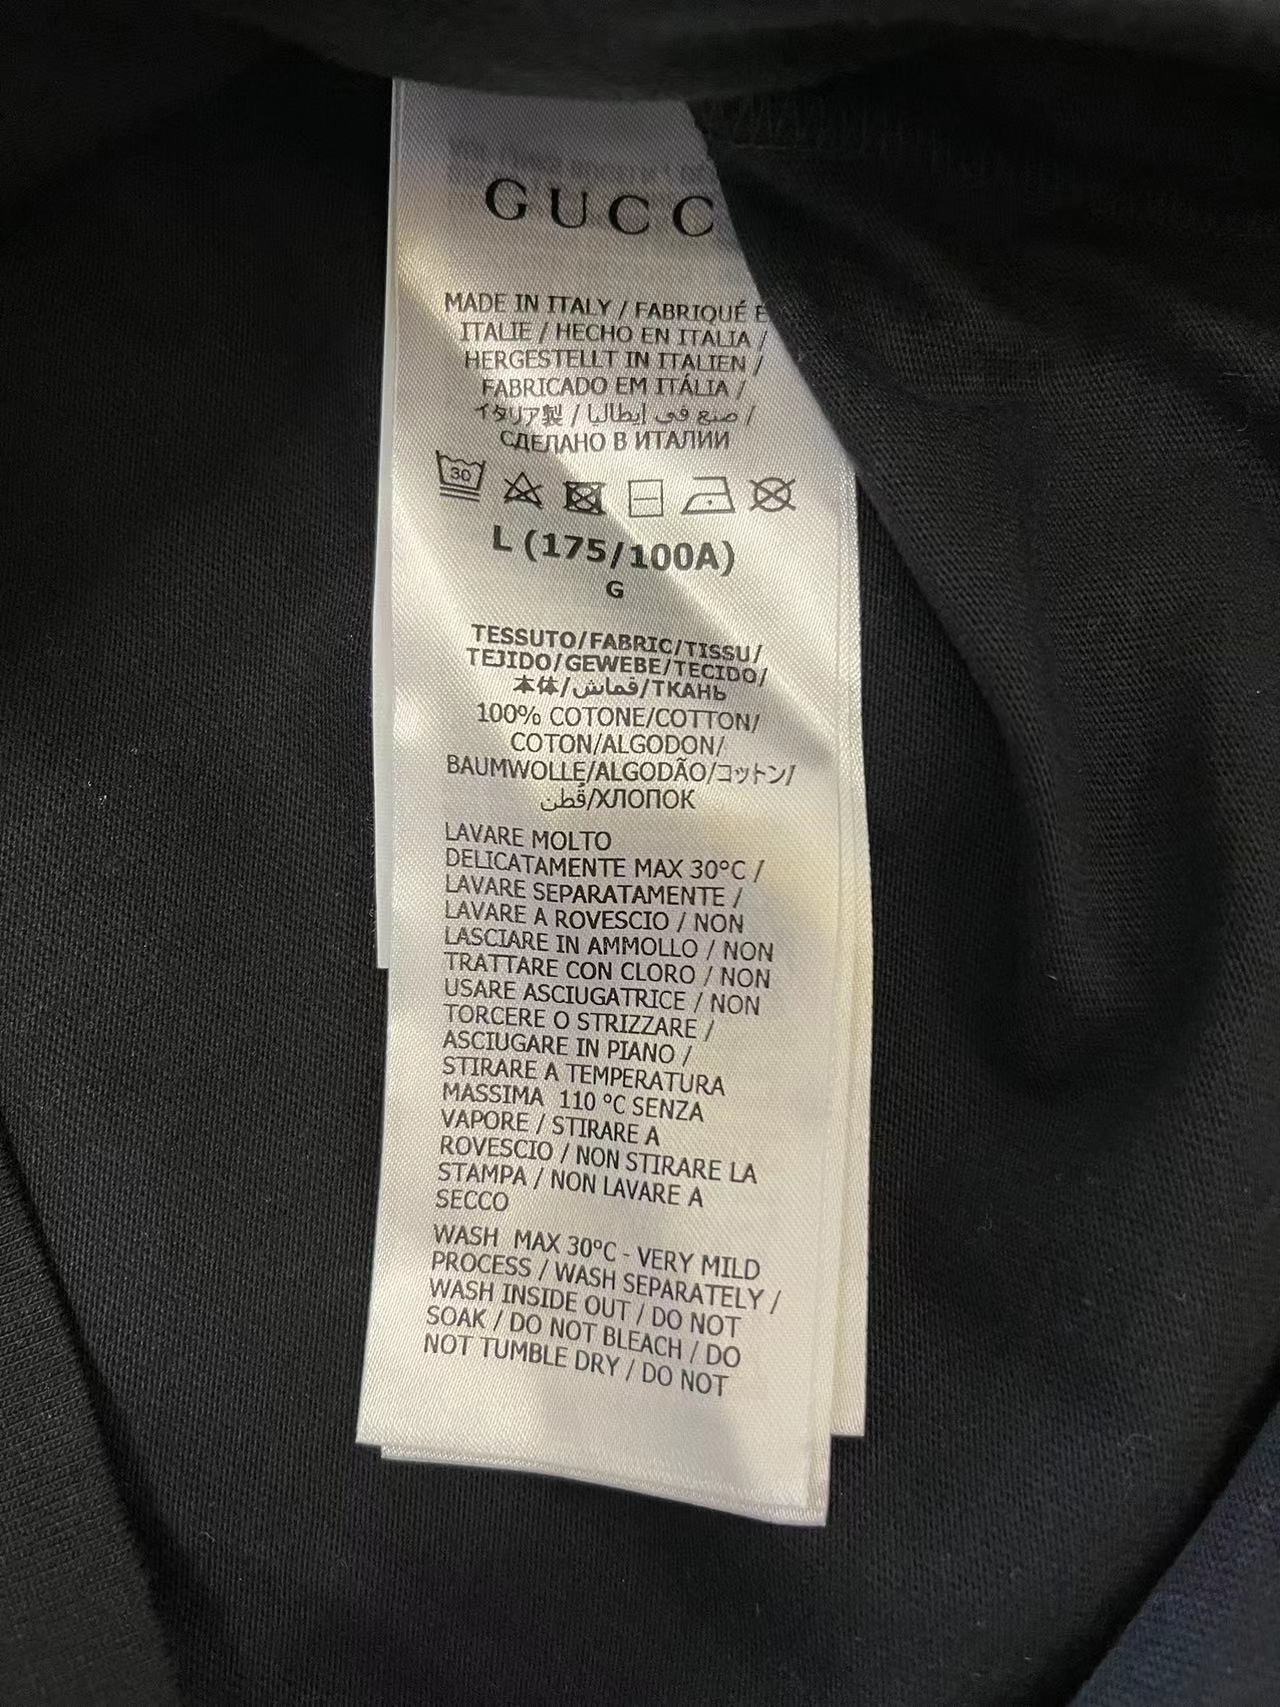 GUCC
MADE IN ITALY / FABRIQUÉ E
ITALIE / HECHO EN ITALIA /
HERGESTELLT IN ITALIEN /
FABRICADO EM ITÁLIA /
イタリア製 / صنع في إيطاليا /
СДЕЛАНО В ИТАЛИИ
30
L (175/100A)
G
TESSUTO/FABRIC/TISSU/
TEJIDO/GEWEBE/TECIDO/
本体/قماش/ТКАНЬ
100% COTONE/COTTON/
COTON/ALGODON/
BAUMWOLLE/ALGODÃO/コットン/
قُطن/ХЛОПОК
LAVARE MOLTO
DELICATAMENTE MAX 30°C /
LAVARE SEPARATAMENTE /
LAVARE A ROVESCIO / NON
LASCIARE IN AMMOLLO / NON
TRATTARE CON CLORO / NON
USARE ASCIUGATRICE / NON
TORCERE O STRIZZARE /
ASCIUGARE IN PIANO /
STIRARE A TEMPERATURA
MASSIMA 110 °C SENZA
VAPORE / STIRARE A
ROVESCIO / NON STIRARE LA
STAMPA / NON LAVARE A
SECCO
WASH MAX 30°C - VERY MILD
PROCESS / WASH SEPARATELY /
WASH INSIDE OUT / DO NOT
SOAK / DO NOT BLEACH / DO
NOT TUMBLE DRY / DO NOT